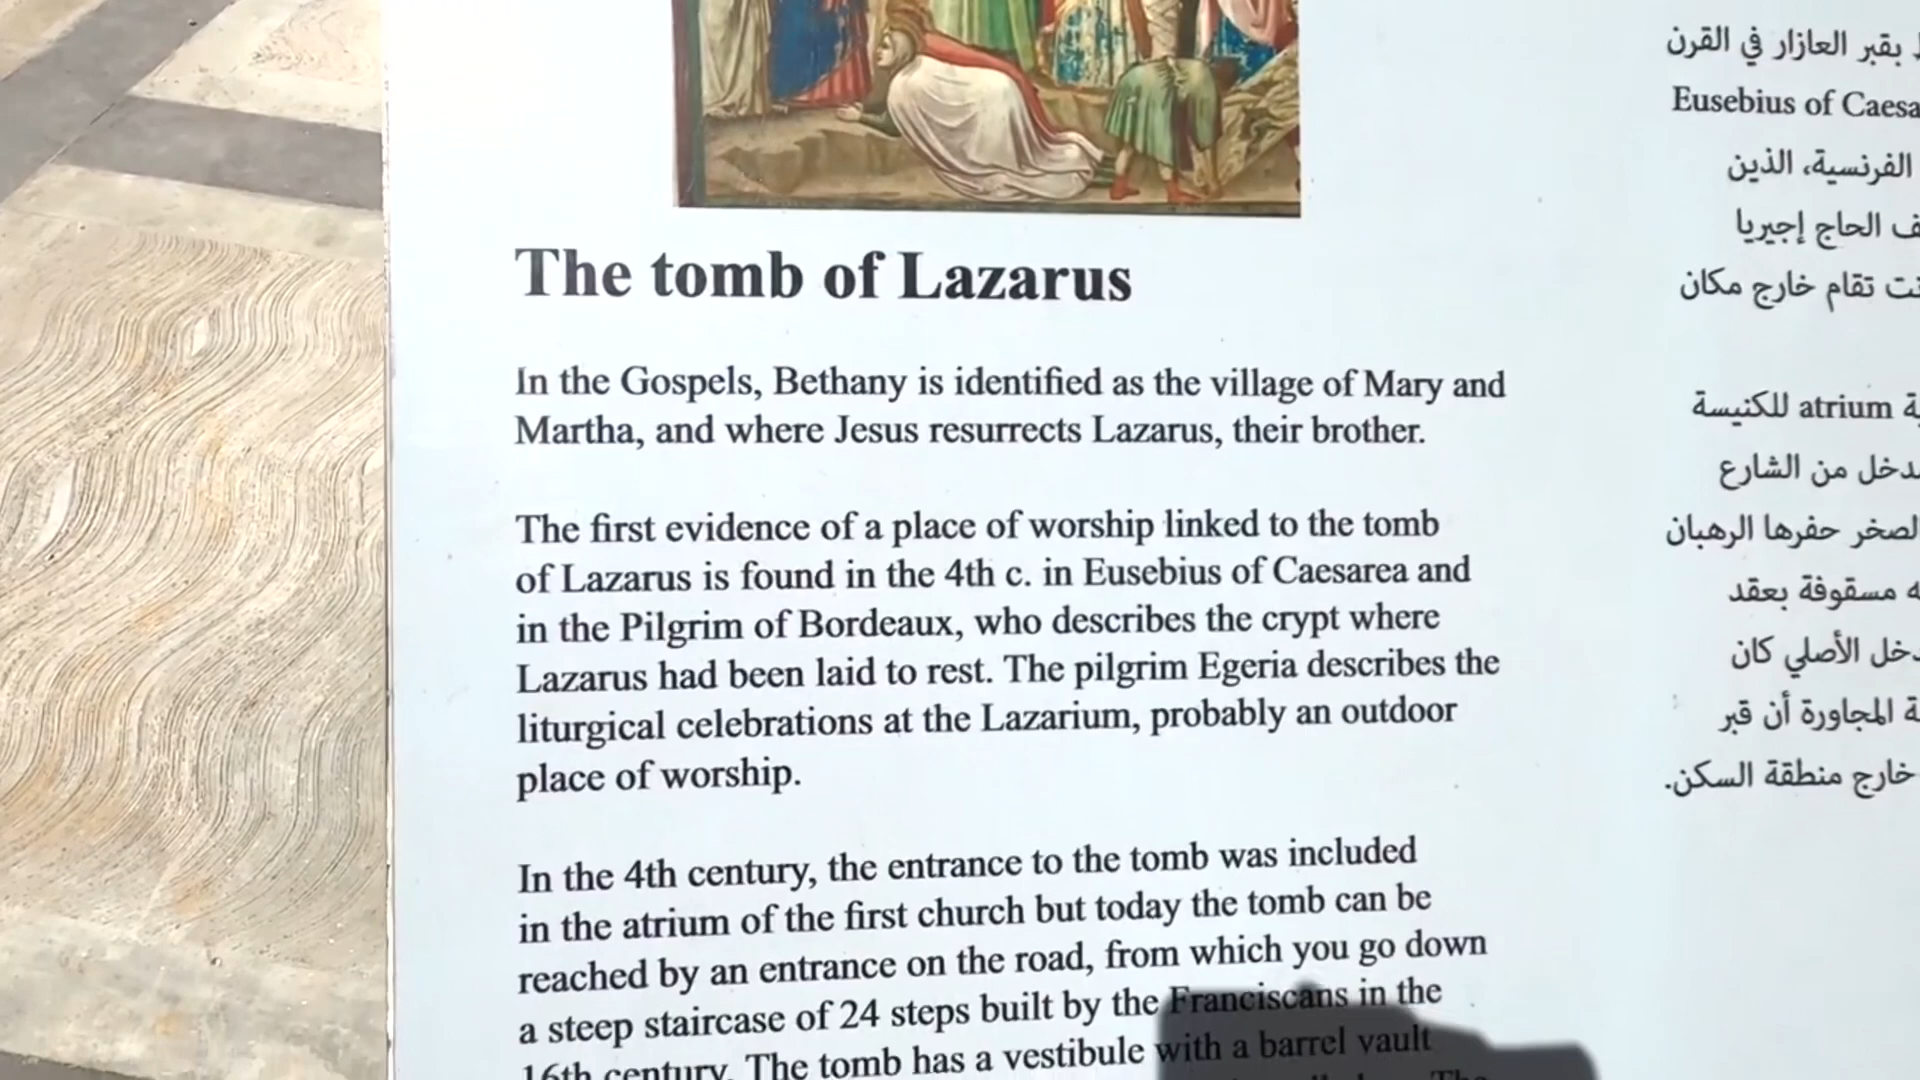 The tomb of Lazarus
In the Gospels, Bethany is identified as the village of Mary and
Martha, and where Jesus resurrects Lazarus, their brother.
The first evidence of a place of worship linked to the tomb
of Lazarus is found in the 4th c. in Eusebius of Caesarea and
in the Pilgrim of Bordeaux, who describes the crypt where
Lazarus had been laid to rest. The pilgrim Egeria describes the
liturgical celebrations at the Lazarium, probably an outdoor
place of worship.
In the 4th century, the entrance to the tomb was included
in the atrium of the first church but today the tomb can be
reached by an entrance on the road, from which you go down
a steep staircase of 24 steps built by the Franciscans in the
16th century. The tomb has a vestibule with a barrel vault
The
بقبر العازار في القرن
Eusebius of Caesa
الفرنسية، الذين
الحاج إجيريا
تقام خارج مكان
atrium للكنيسة
من الشارع
حفرها الرهبان
مسقوفة بعقد
الأصلي كان
المجاورة أن قبر
خارج منطقة السكن.